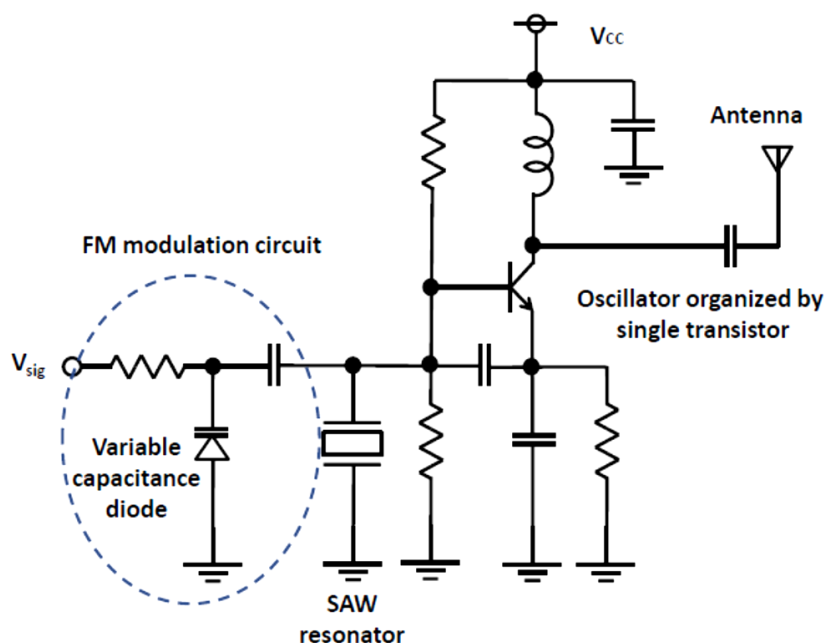 Vcc
Antenna
FM modulation circuit
Oscillator organized by
single transistor
Vsig
Variable
capacitance
diode
SAW
resonator